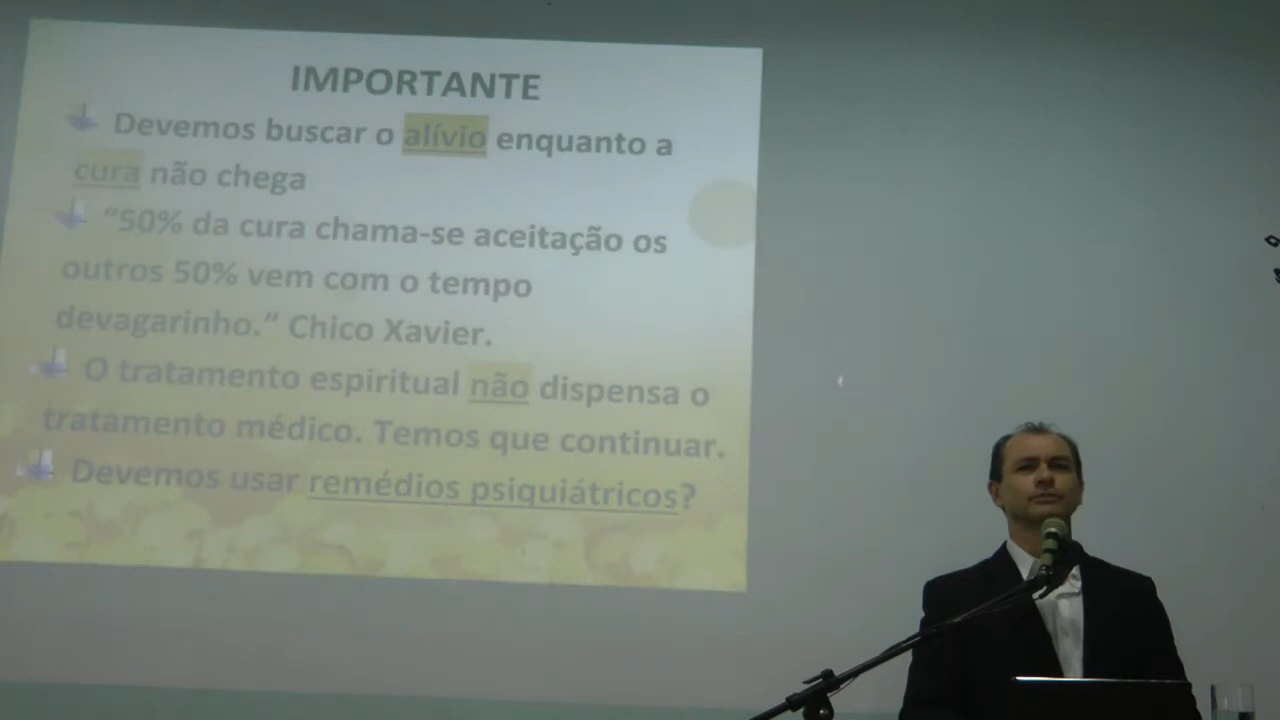 IMPORTANTE
Devemos buscar o alívio enquanto a
cura não chega
"50% da cura chama-se aceitação os
outros 50% vem com o tempo
devagarinho." Chico Xavier.
O tratamento espiritual não dispensa o
tratamento médico. Temos que continuar.
Devemos usar remédios psiquiátricos?